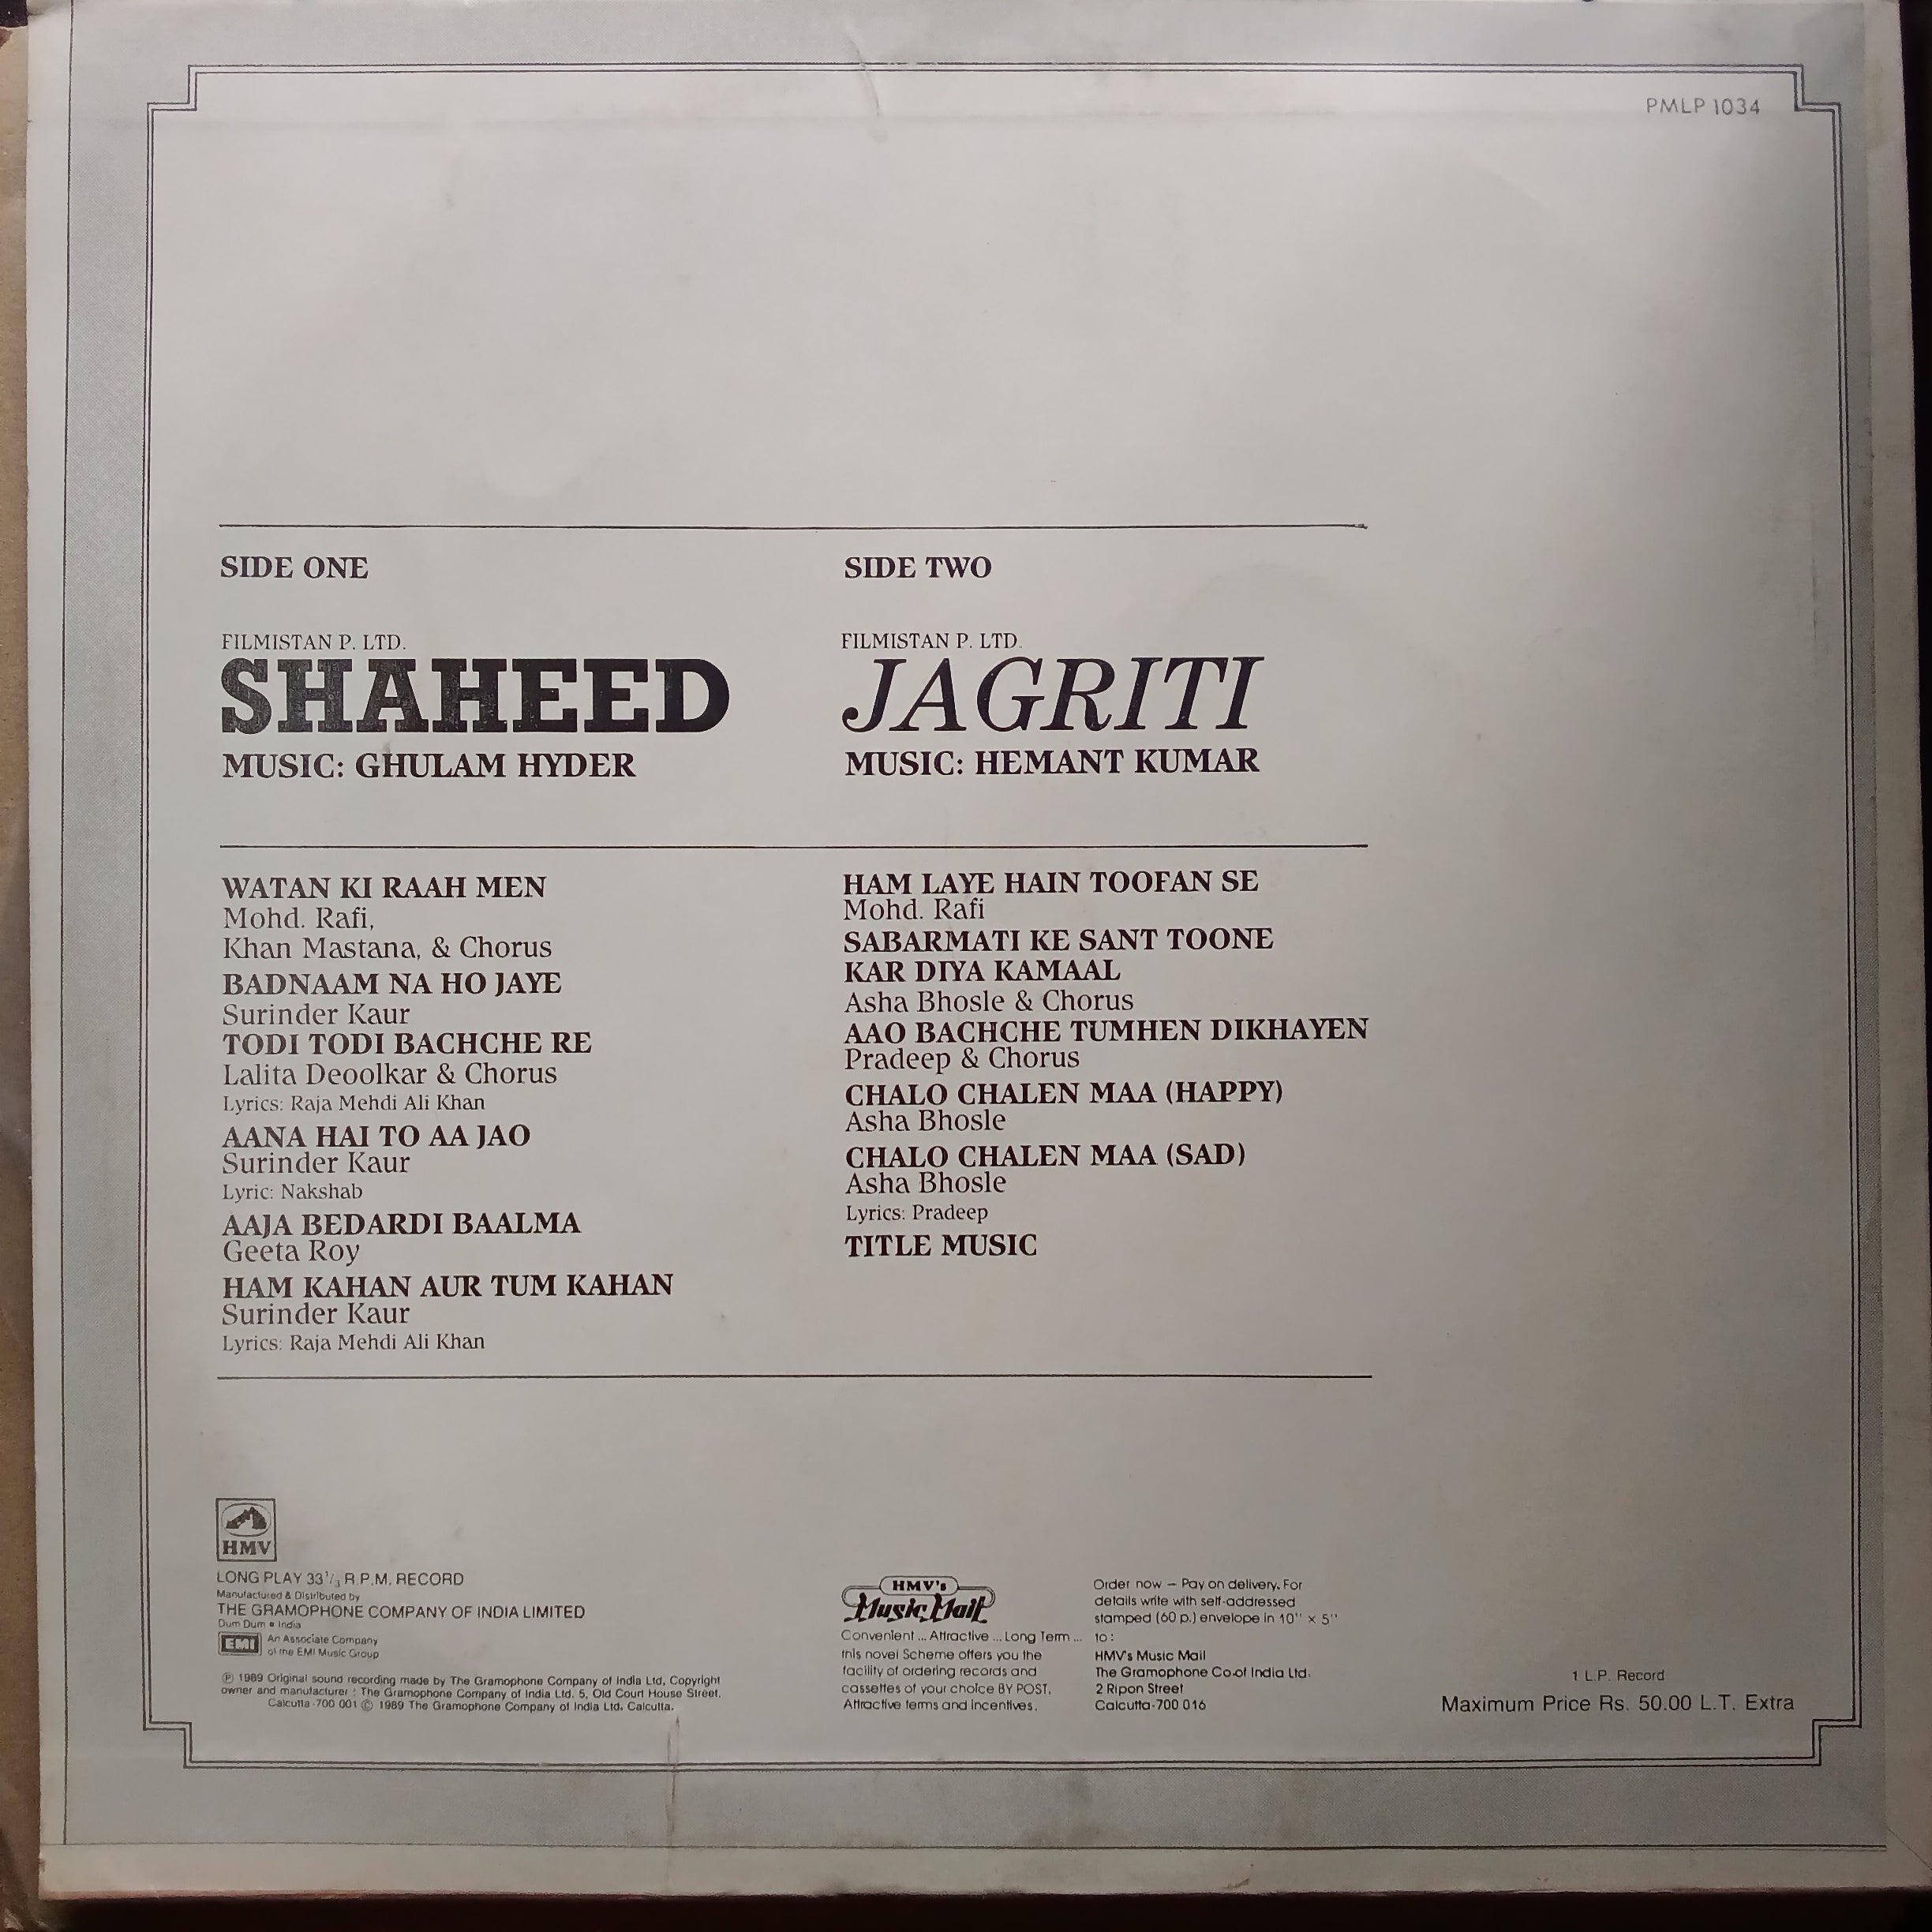 PMLP 1034
SIDE ONE
FILMISTAN P. LTD.
SHAHEED
MUSIC: GHULAM HYDER
WATAN KI RAAH MEN
Mohd. Rafi,
Khan Mastana, & Chorus
BADNAAM NA HO JAYE
Surinder Kaur
TODI TODI BACHCHE RE
Lalita Deoolkar & Chorus
Lyrics: Raja Mehdi Ali Khan
AANA HAI TO AA JAO
Surinder Kaur
Lyric: Nakshab
AAJA BEDARDI BAALMA
Geeta Roy
HAM KAHAN AUR TUM KAHAN
Surinder Kaur
Lyrics: Raja Mehdi Ali Khan
SIDE TWO
FILMISTAN P. LTD.
JAGRITI
MUSIC: HEMANT KUMAR
HAM LAYE HAIN TOOFAN SE
Mohd. Rafi
SABARMATI KE SANT TOONE
KAR DIYA KAMAAL
Asha Bhosle & Chorus
AAO BACHCHE TUMHEN DIKHAYEN
Pradeep & Chorus
CHALO CHALEN MAA (HAPPY)
Asha Bhosle
CHALO CHALEN MAA (SAD)
Asha Bhosle
Lyrics: Pradeep
TITLE MUSIC
HMV
LONG PLAY 33 1/3 R.P.M. RECORD
Manufactured & Distributed by
THE GRAMOPHONE COMPANY OF INDIA LIMITED
Dum Dum • India
EMI An Associate Company
of the EMI Music Group
Ⓟ 1989 Original sound recording made by The Gramophone Company of India Ltd. Copyright
owner and manufacturer : The Gramophone Company of India Ltd. 5, Old Court House Street,
Calcutta-700 001 © 1989 The Gramophone Company of India Ltd. Calcutta.
HMV's
Music Mail
Convenient ... Attractive ... Long Term ...
this novel Scheme offers you the
facility of ordering records and
cassettes of your choice BY POST.
Attractive terms and incentives.
Order now – Pay on delivery. For
details write with self-addressed
stamped (60 p.) envelope in 10" × 5"
to:
HMV's Music Mail
The Gramophone Co. of India Ltd.
2 Ripon Street
Calcutta-700 016
1 L.P. Record
Maximum Price Rs. 50.00 L.T. Extra